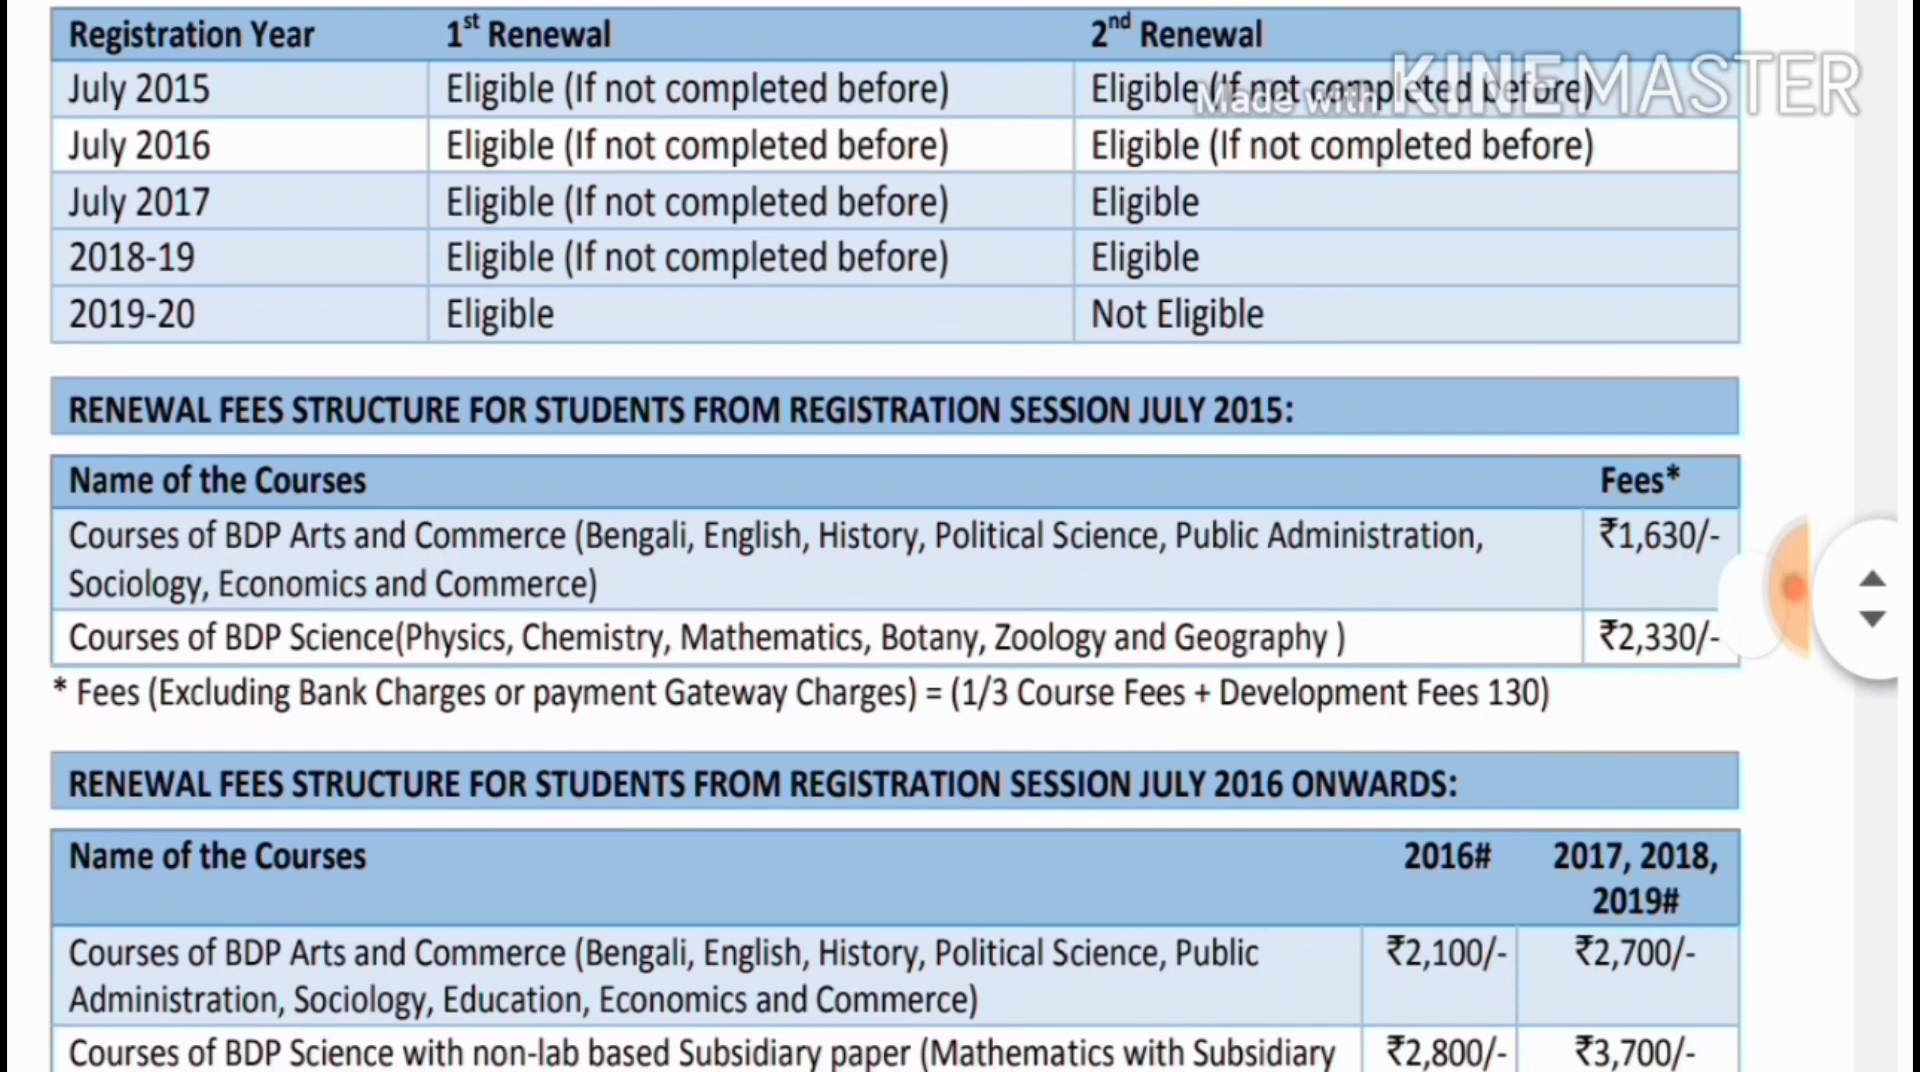 Registration Year 1st Renewal 2nd Renewal
July 2015 Eligible (If not completed before) Eligible (If not completed before)
Made with KINEMASTER
July 2016 Eligible (If not completed before) Eligible (If not completed before)
July 2017 Eligible (If not completed before) Eligible
2018-19 Eligible (If not completed before) Eligible
2019-20 Eligible Not Eligible
RENEWAL FEES STRUCTURE FOR STUDENTS FROM REGISTRATION SESSION JULY 2015:
Name of the Courses Fees*
Courses of BDP Arts and Commerce (Bengali, English, History, Political Science, Public Administration, ₹1,630/-
Sociology, Economics and Commerce)
Courses of BDP Science(Physics, Chemistry, Mathematics, Botany, Zoology and Geography ) ₹2,330/-
* Fees (Excluding Bank Charges or payment Gateway Charges) = (1/3 Course Fees + Development Fees 130)
RENEWAL FEES STRUCTURE FOR STUDENTS FROM REGISTRATION SESSION JULY 2016 ONWARDS:
Name of the Courses 2016# 2017, 2018,
2019#
Courses of BDP Arts and Commerce (Bengali, English, History, Political Science, Public ₹2,100/- ₹2,700/-
Administration, Sociology, Education, Economics and Commerce)
Courses of BDP Science with non-lab based Subsidiary paper (Mathematics with Subsidiary ₹2,800/- ₹3,700/-